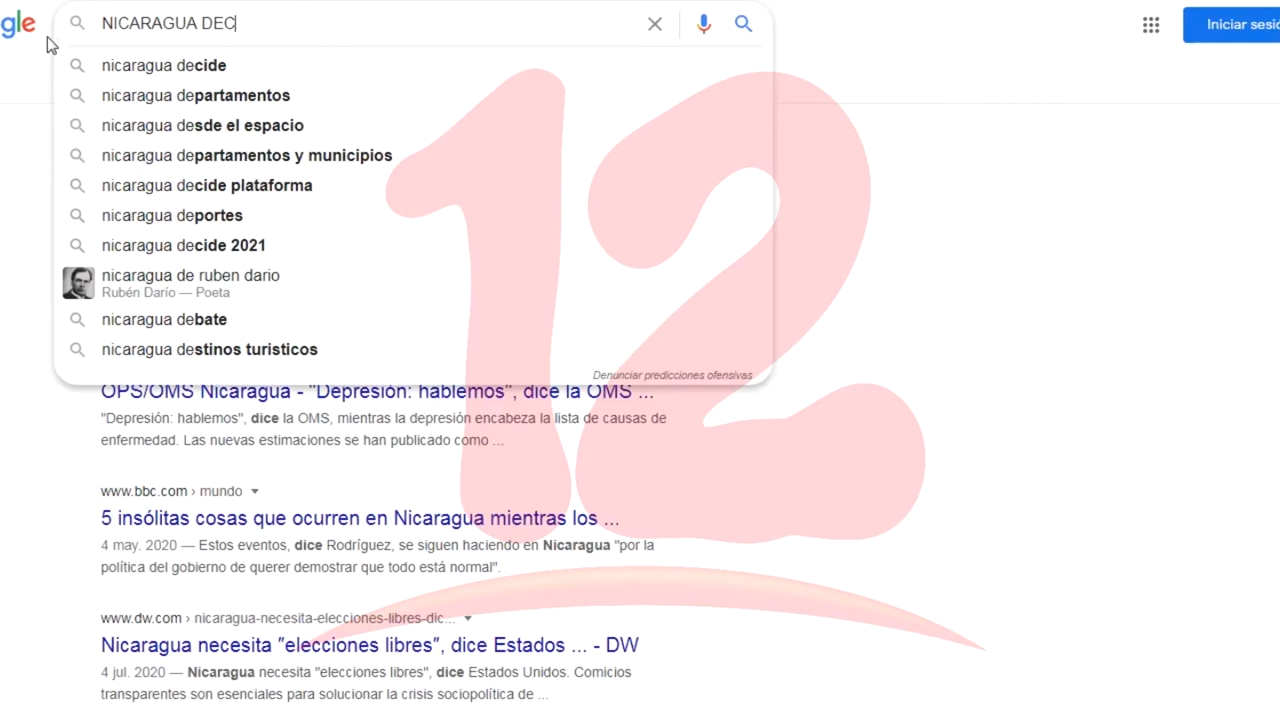 gle
NICARAGUA DEC
Iniciar sesió
nicaragua decide
nicaragua departamentos
nicaragua desde el espacio
nicaragua departamentos y municipios
nicaragua decide plataforma
nicaragua deportes
nicaragua decide 2021
nicaragua de ruben dario
Rubén Darío — Poeta
nicaragua debate
nicaragua destinos turisticos
Denunciar predicciones ofensivas
12
OPS/OMS Nicaragua - "Depresión: hablemos", dice la OMS ...
"Depresión: hablemos", dice la OMS, mientras la depresión encabeza la lista de causas de
enfermedad. Las nuevas estimaciones se han publicado como ...
www.bbc.com › mundo
5 insólitas cosas que ocurren en Nicaragua mientras los ...
4 may. 2020 — Estos eventos, dice Rodríguez, se siguen haciendo en Nicaragua "por la
política del gobierno de querer demostrar que todo está normal".
www.dw.com › nicaragua-necesita-elecciones-libres-dic...
Nicaragua necesita "elecciones libres", dice Estados ... - DW
4 jul. 2020 — Nicaragua necesita "elecciones libres", dice Estados Unidos. Comicios
transparentes son esenciales para solucionar la crisis sociopolítica de ...